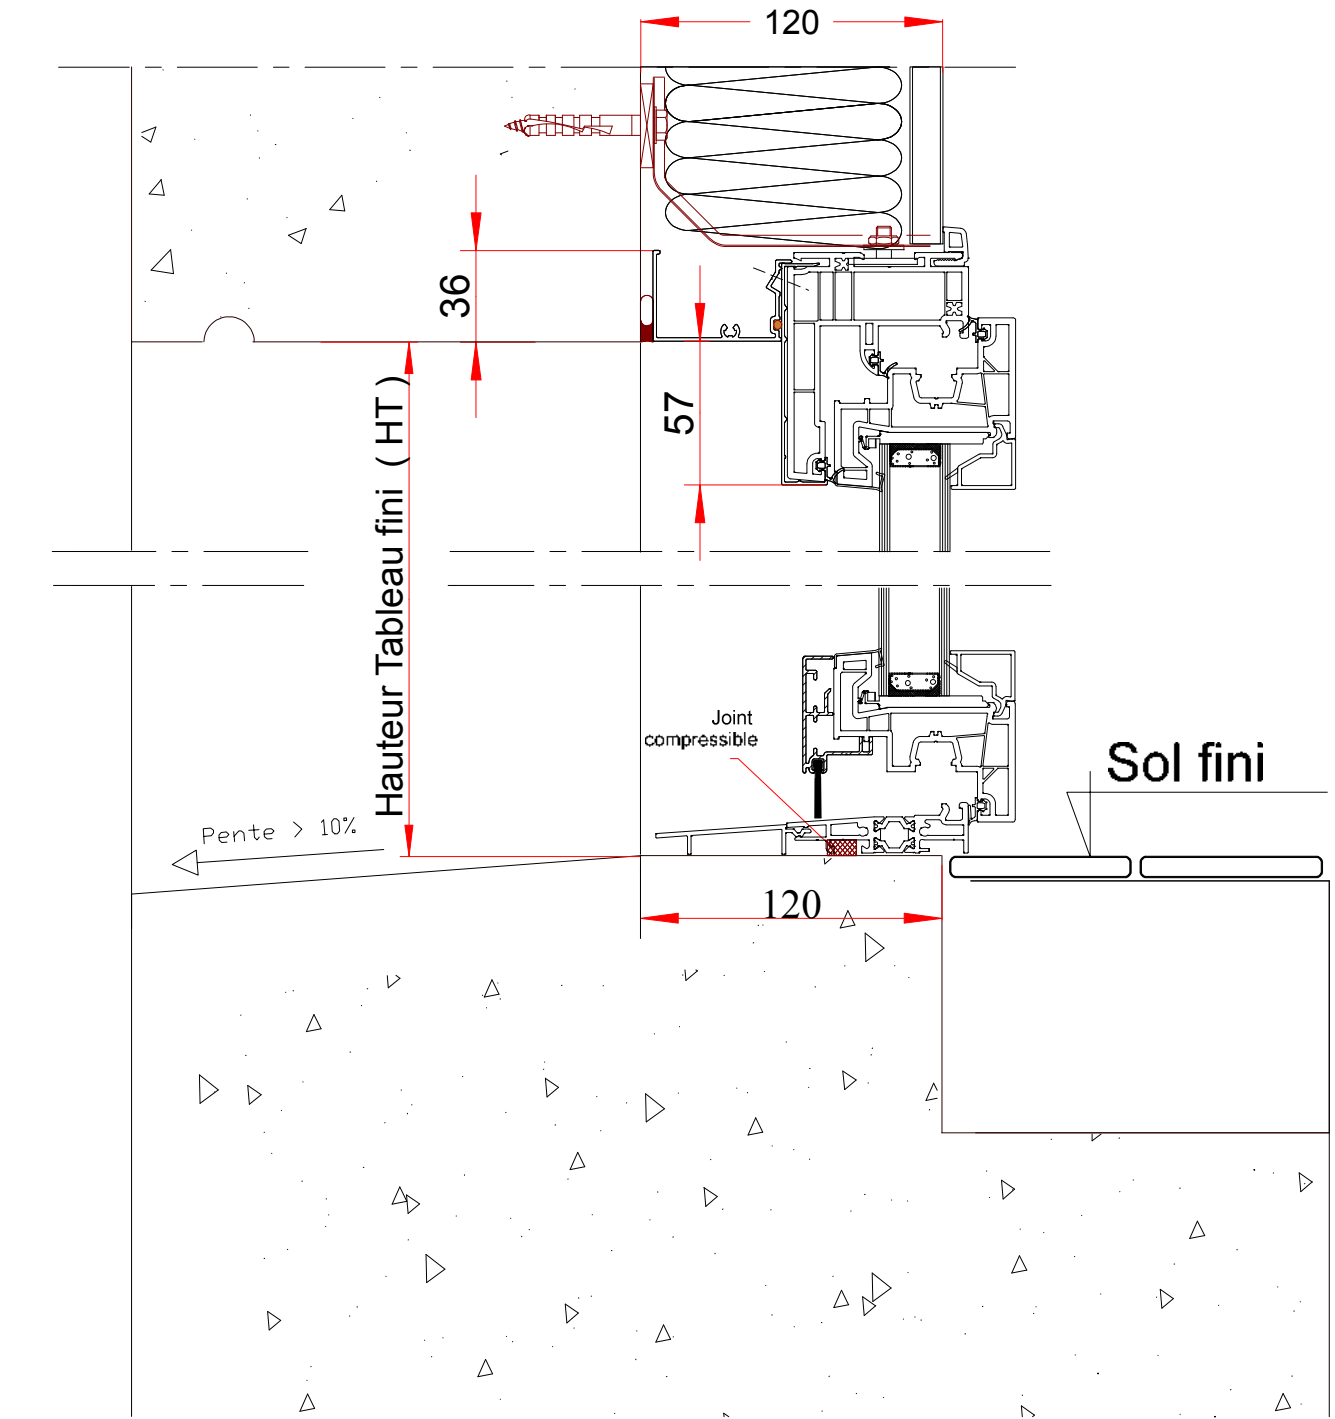 120
36
57
Hauteur Tableau fini ( HT )
Joint
compressible
Sol fini
Pente > 10%
120